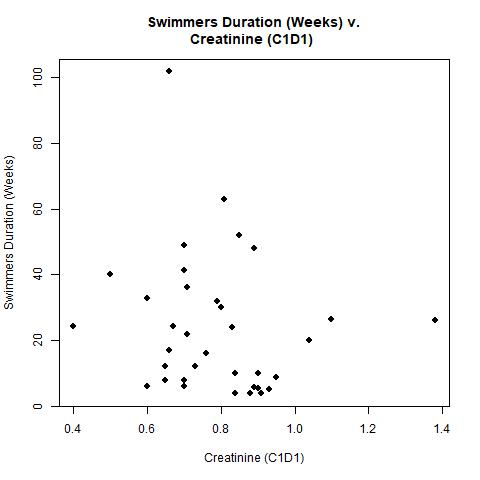 Swimmers Duration (Weeks) v.
Creatinine (C1D1)
Swimmers Duration (Weeks)
100
80
60
40
20
0
0.4 0.6 0.8 1.0 1.2 1.4
Creatinine (C1D1)